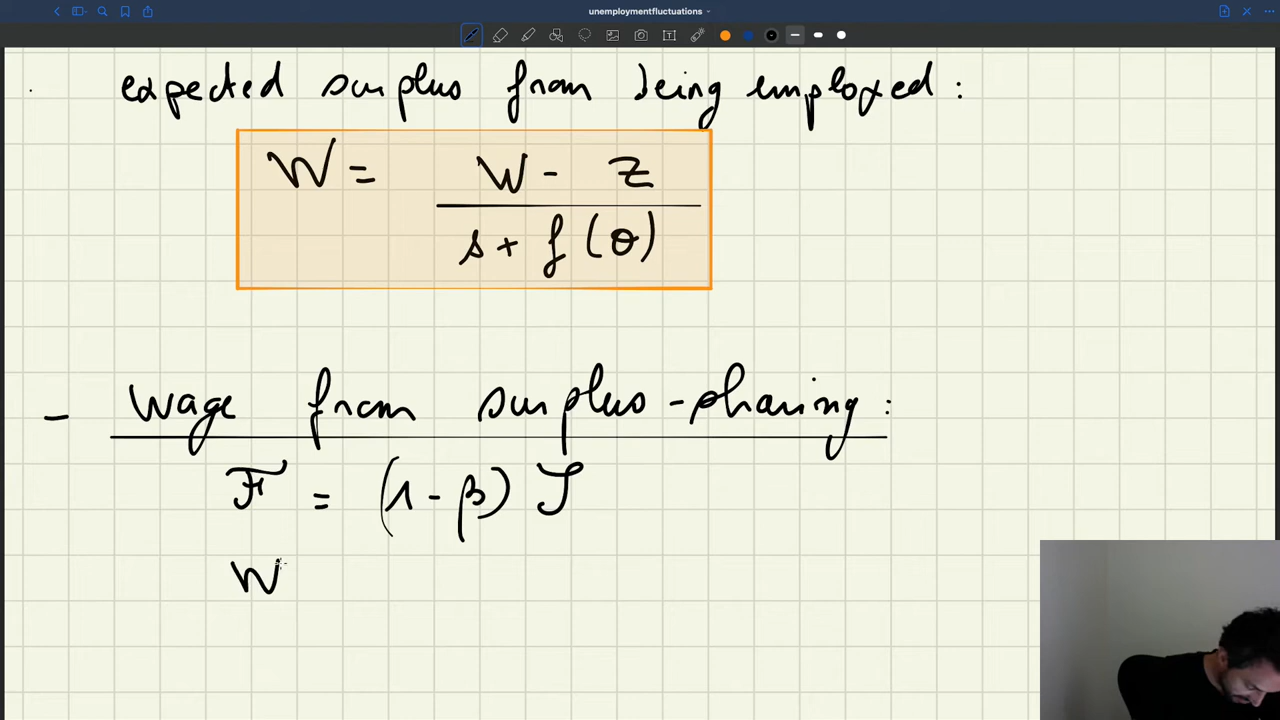 unemploymentfluctuations
expected surplus from being employed :
W = w - z / s + f (θ)
- Wage from surplus - sharing :
F = (1 - β) S
W